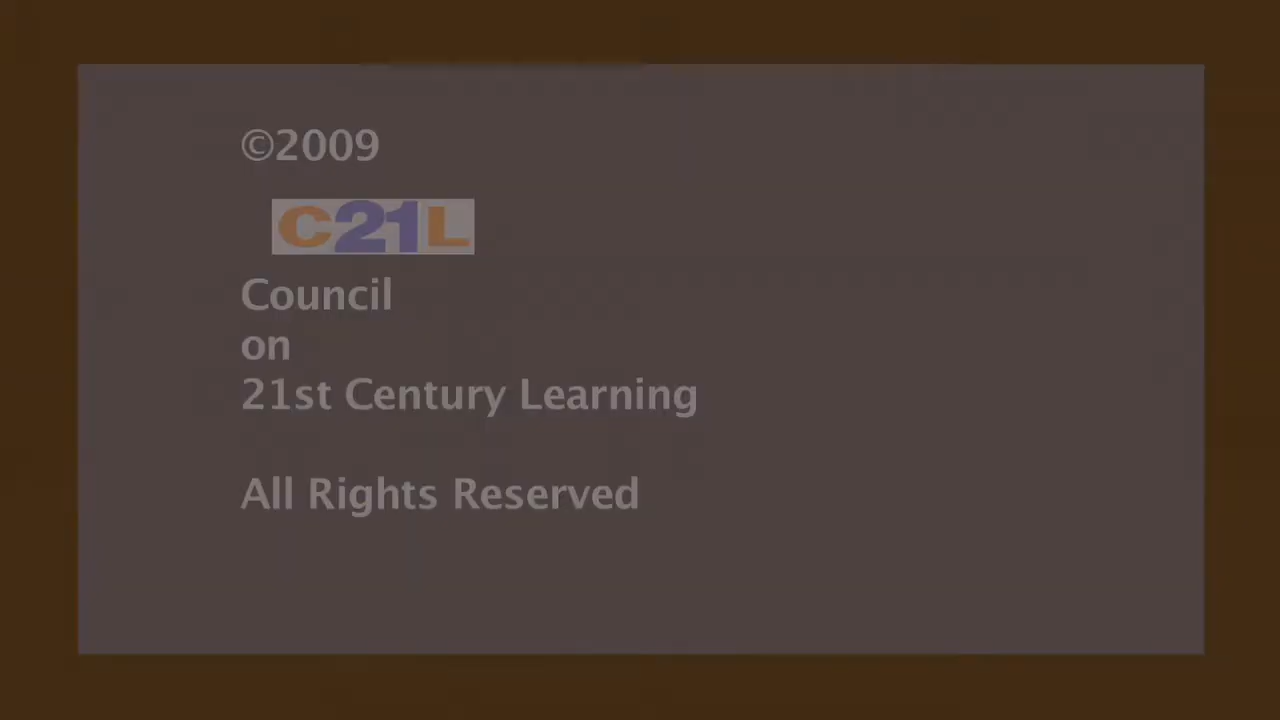 ©2009
C21L
Council
on
21st Century Learning
All Rights Reserved